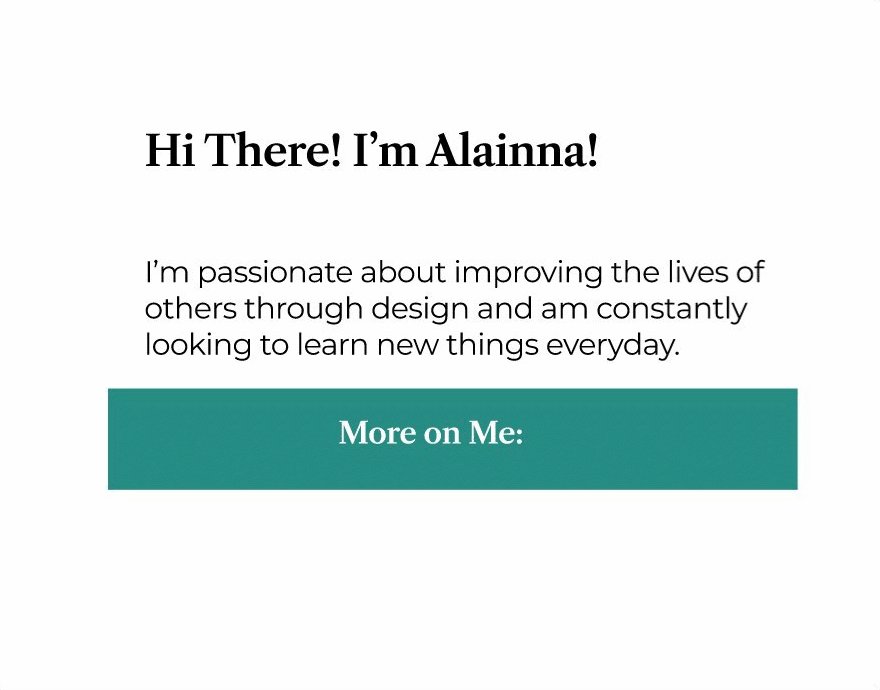 Hi There! I’m Alainna!
I’m passionate about improving the lives of
others through design and am constantly
looking to learn new things everyday.
More on Me: